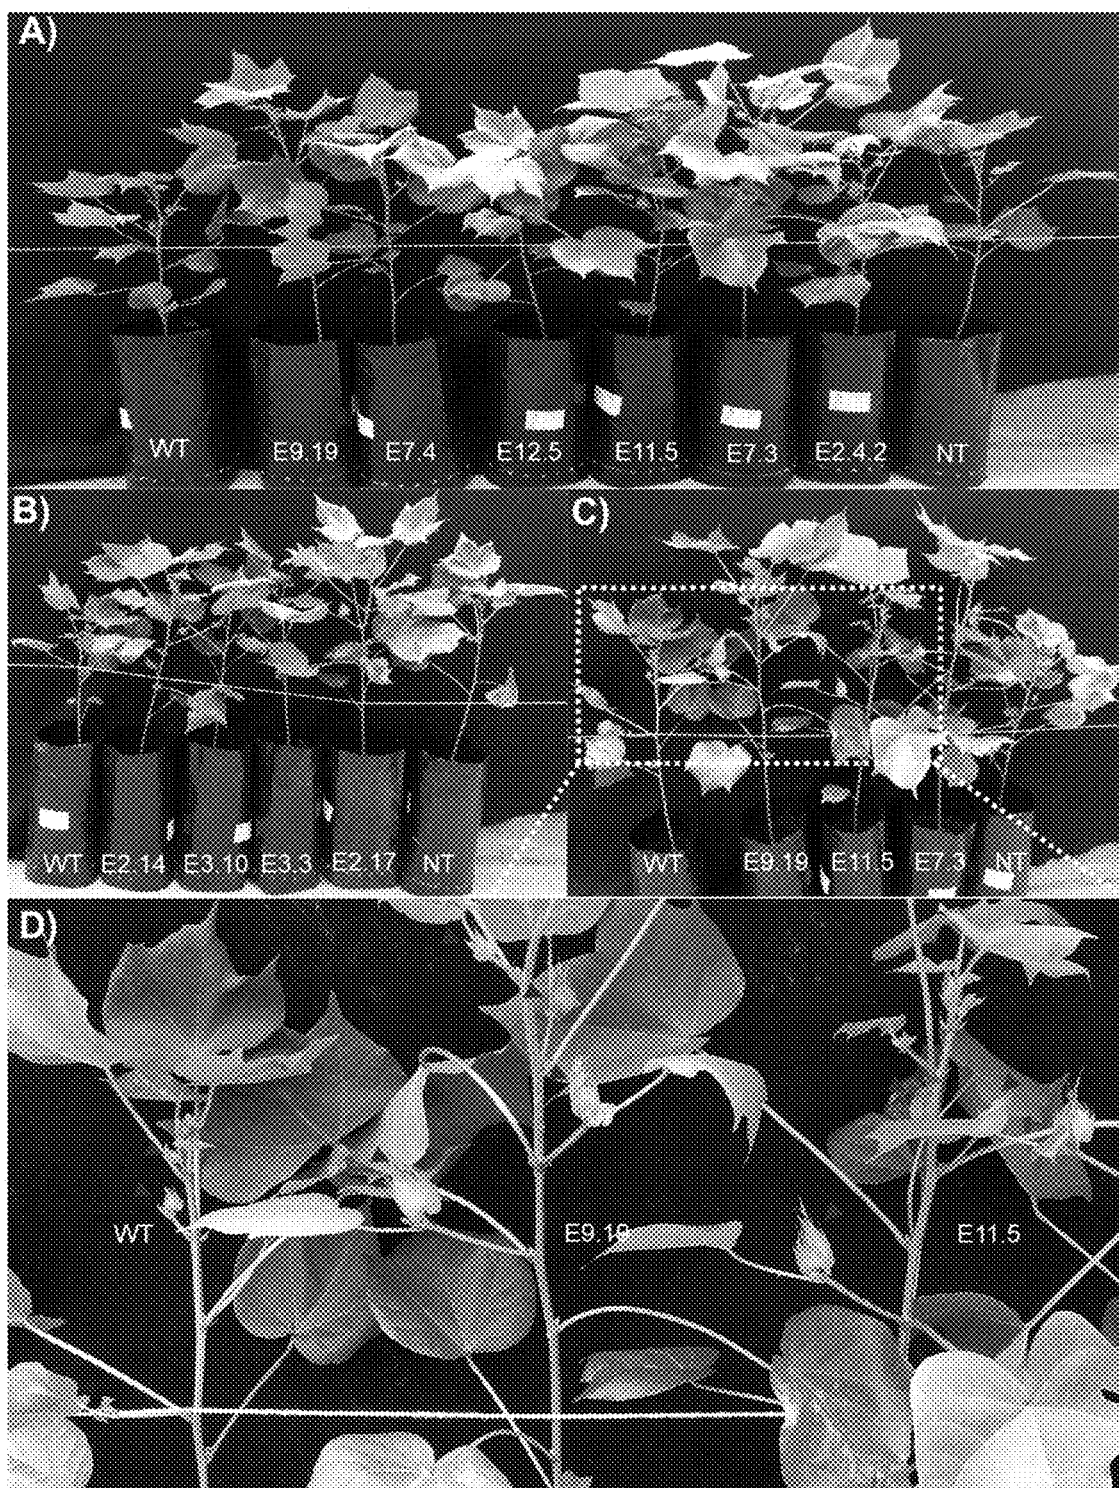 A)
WT E9.19 E7.4 E12.5 E11.5 E7.3 E2.4.2 NT
B)
C)
WT E2.14 E3.10 E3.3 E2.17 NT
WT E9.19 E11.5 E7.3 NT
D)
WT E9.19 E11.5